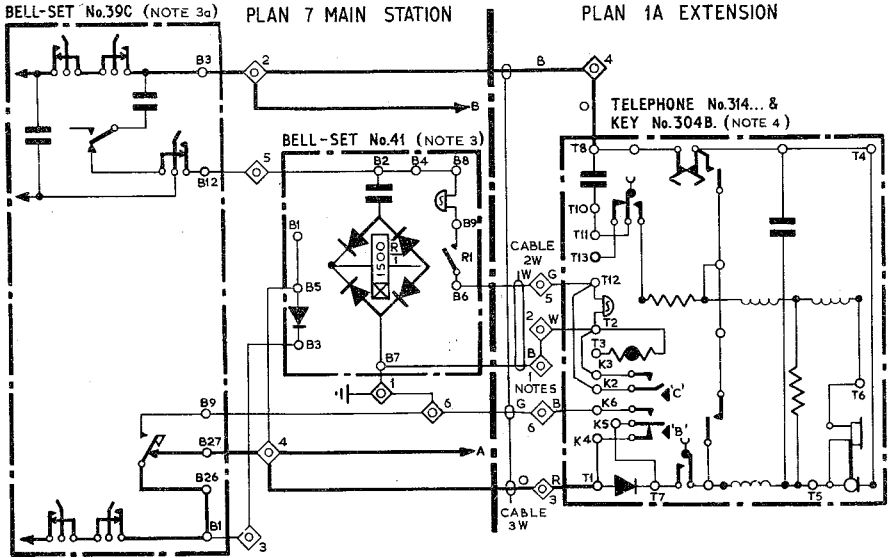 BELL-SET No.39C (NOTE 3a)
PLAN 7 MAIN STATION
PLAN 1A EXTENSION
B3
2
B
4
B
TELEPHONE No.314... &
KEY No.304B. (NOTE 4)
BELL-SET No.41 (NOTE 3)
B12
5
B2
B4
B8
T8
T4
B9
T10
T11
T13
B1
1500
R
1
R1
CABLE
2W
W
G
5
T12
B5
B6
2
W
T2
T3
B3
B7
B
1
K3
K2
'C'
T6
NOTES
1
B9
6
G
B
6
K6
K5
'B'
K4
B27
4
A
B26
O
R
3
T1
T7
T5
B1
3
CABLE
3W